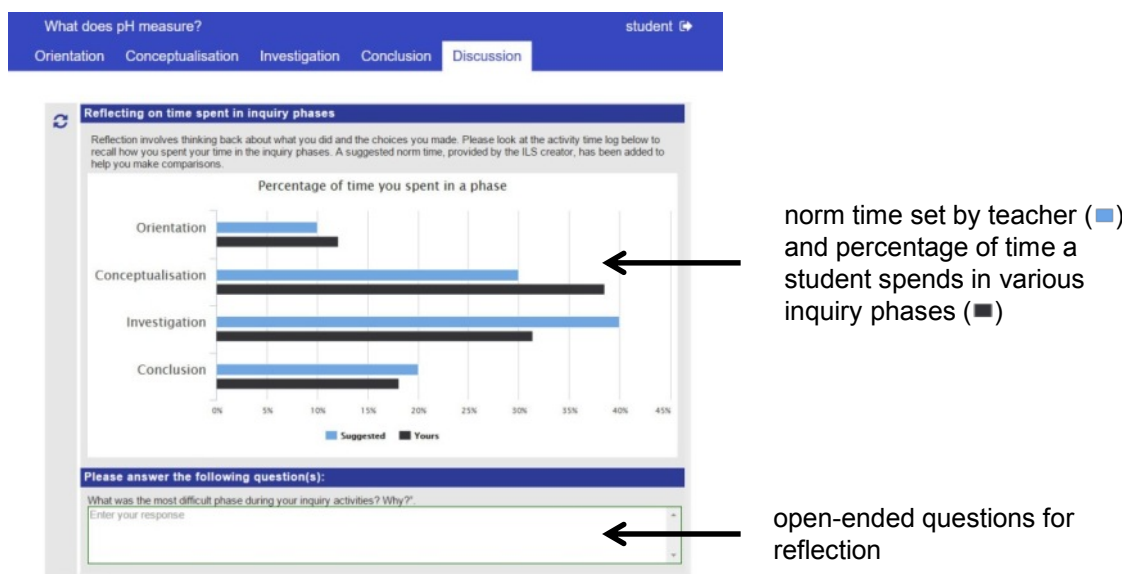 What does pH measure?
student
Orientation Conceptualisation Investigation Conclusion Discussion
Reflecting on time spent in inquiry phases
Reflection involves thinking back about what you did and the choices you made. Please look at the activity time log below to
recall how you spent your time in the inquiry phases. A suggested norm time, provided by the ILS creator, has been added to
help you make comparisons.
Percentage of time you spent in a phase
Orientation
Conceptualisation
Investigation
Conclusion
0% 5% 10% 15% 20% 25% 30% 35% 40% 45%
Suggested Yours
Please answer the following question(s):
What was the most difficult phase during your inquiry activities? Why?".
Enter your response
norm time set by teacher ( )
and percentage of time a
student spends in various
inquiry phases ( )
open-ended questions for
reflection